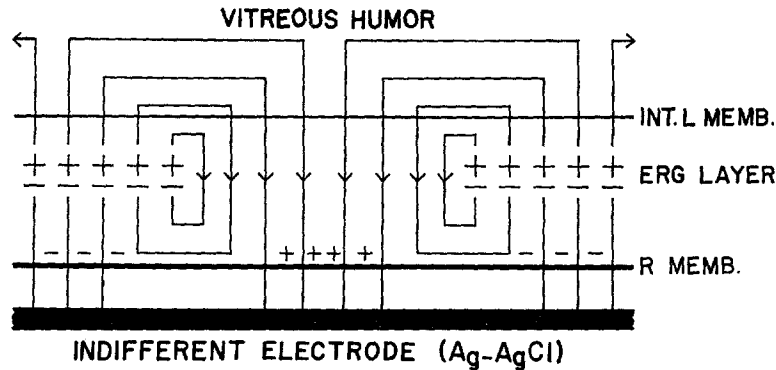 VITREOUS HUMOR
INT. L MEMB.
+ + + + + + + + + +
ERG LAYER
– – – – – – – – – –
– – – + + + + – – –
R MEMB.
INDIFFERENT ELECTRODE (Ag-AgCl)